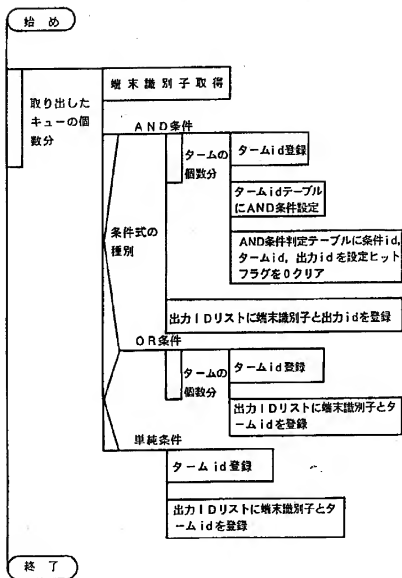 始め
取り出した
キューの個
数分
端末識別子取得
AND条件
タームの
個数分
タームid登録
タームidテーブル
にAND条件設定
AND条件判定テーブルに条件id,
タームid,出力idを設定ヒット
フラグを0クリア
条件式の
種別
出力IDリストに端末識別子と出力idを登録
OR条件
タームの
個数分
タームid登録
出力IDリストに端末識別子とタ
ームidを登録
単純条件
タームid登録
出力IDリストに端末識別子とタ
ームidを登録
終了